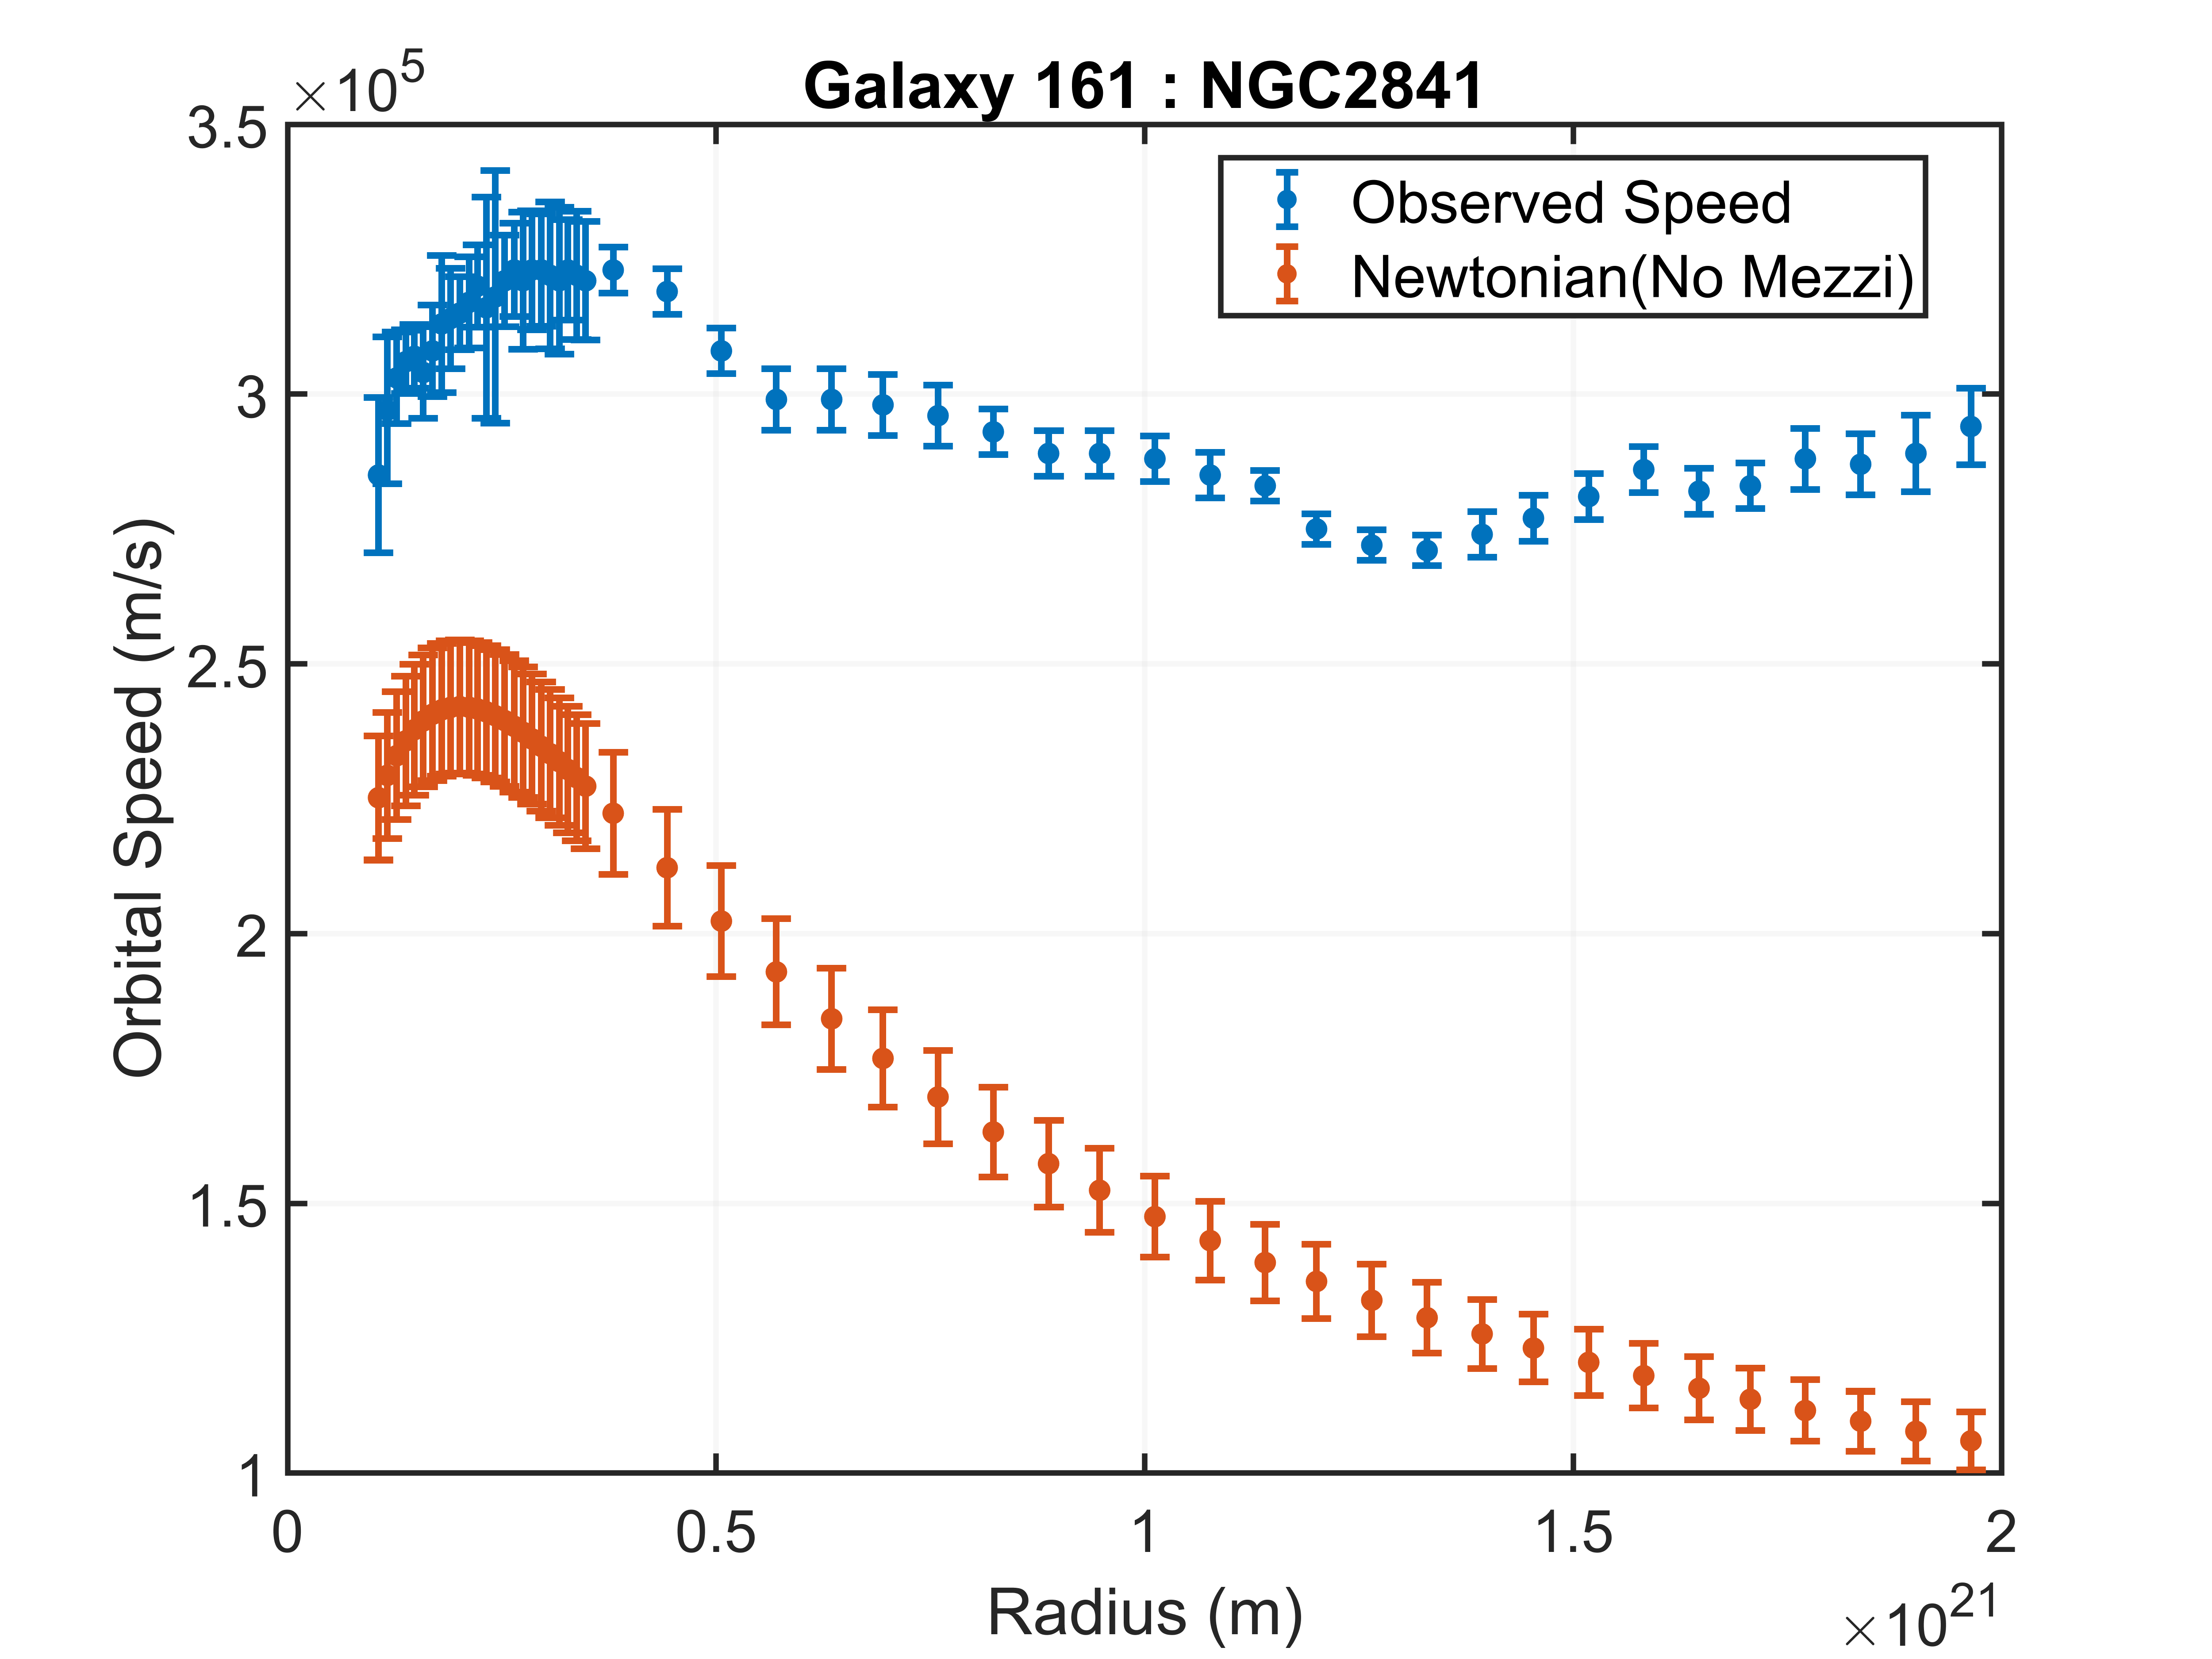 ×10^5
Galaxy 161 : NGC2841
3.5
3
2.5
2
1.5
1
Orbital Speed (m/s)
Observed Speed
Newtonian(No Mezzi)
0
0.5
1
1.5
2
Radius (m)
×10^21